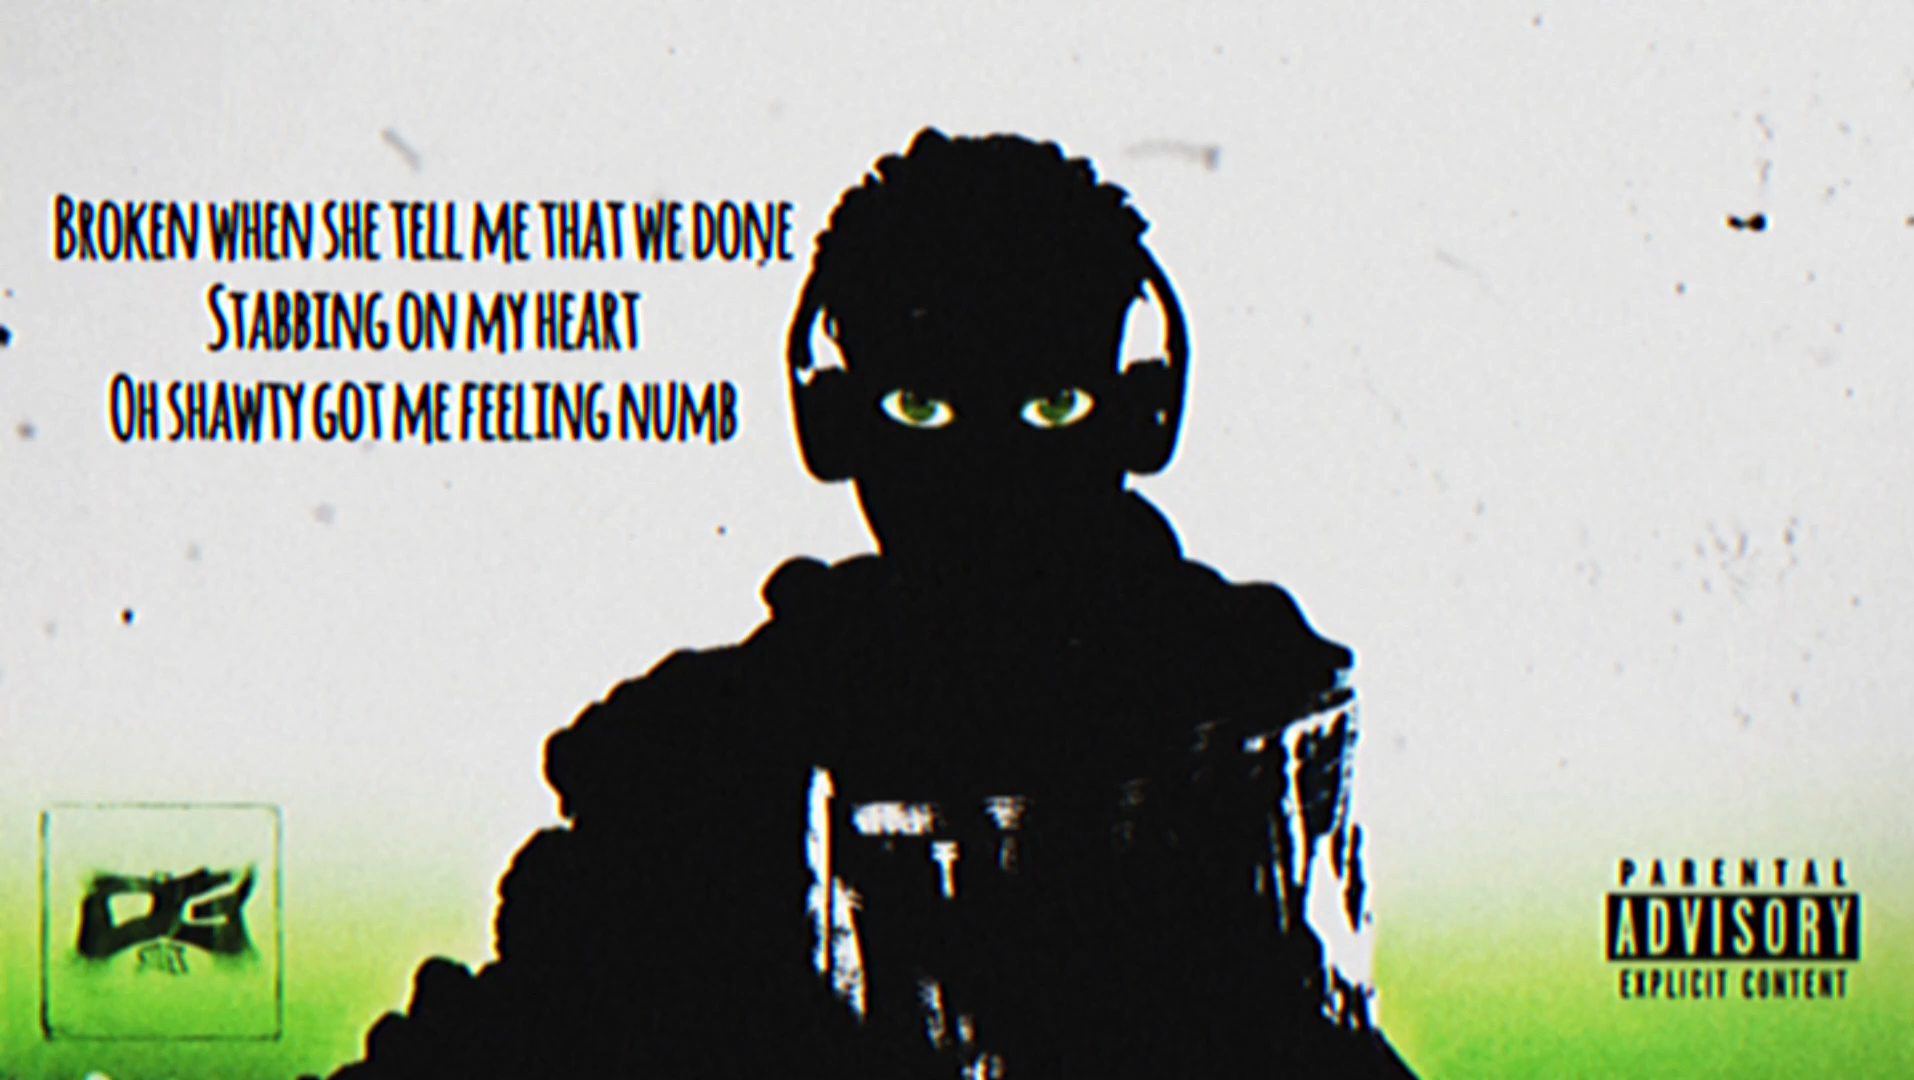 Broken when she tell me that we done
Stabbing on my heart
Oh shawty got me feeling numb
PARENTAL
ADVISORY
EXPLICIT CONTENT